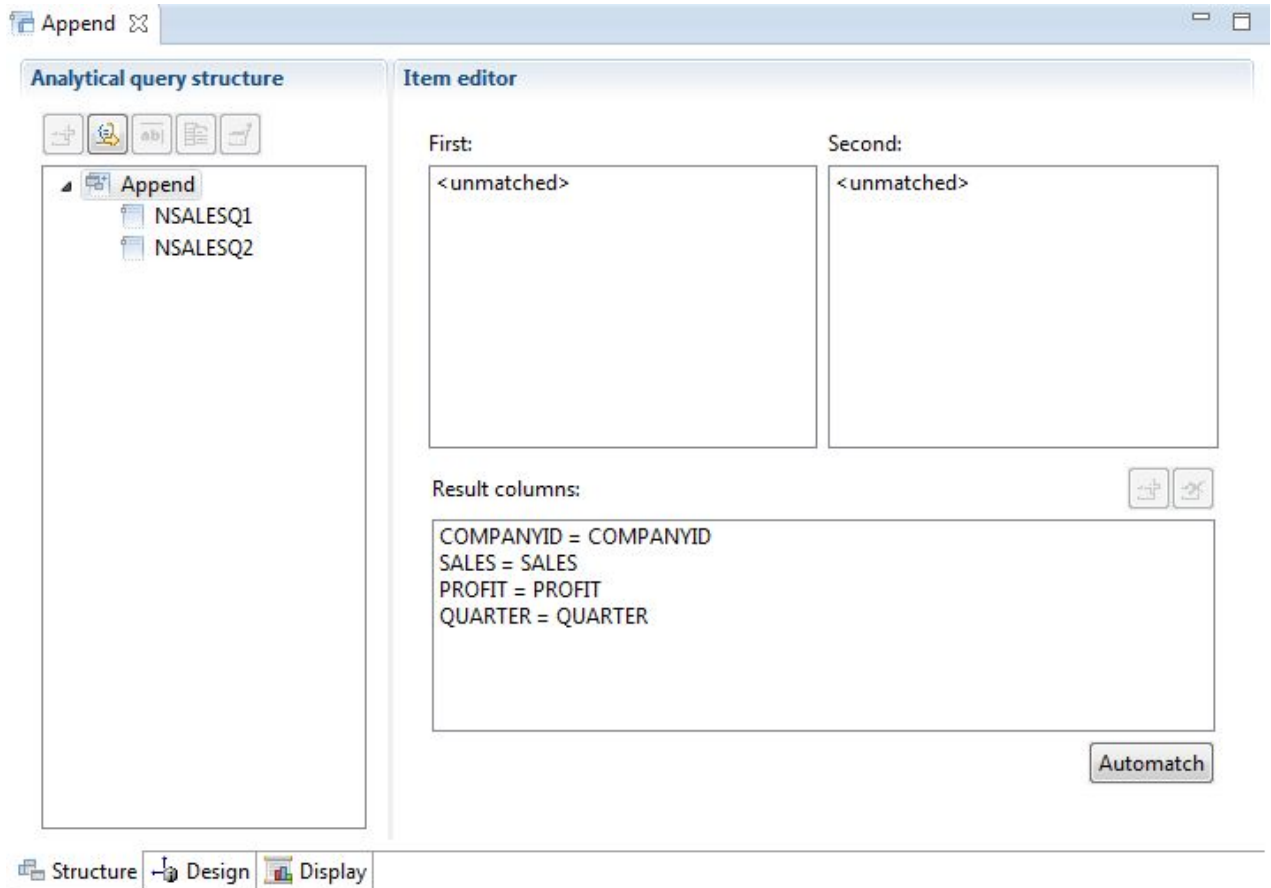 Append
Analytical query structure
Item editor
ab|
Append
NSALESQ1
NSALESQ2
First:
Second:
<unmatched>
<unmatched>
Result columns:
COMPANYID = COMPANYID
SALES = SALES
PROFIT = PROFIT
QUARTER = QUARTER
Automatch
Structure
Design
Display